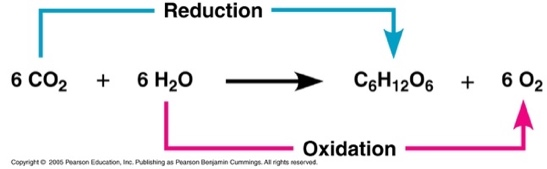 Reduction
6 CO₂ + 6 H₂O → C₆H₁₂O₆ + 6 O₂
Oxidation
Copyright © 2005 Pearson Education, Inc. Publishing as Pearson Benjamin Cummings. All rights reserved.